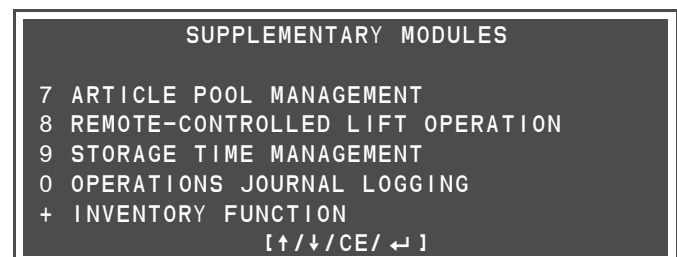 SUPPLEMENTARY MODULES
7 ARTICLE POOL MANAGEMENT
8 REMOTE-CONTROLLED LIFT OPERATION
9 STORAGE TIME MANAGEMENT
0 OPERATIONS JOURNAL LOGGING
+ INVENTORY FUNCTION
[↑/↓/CE/ ↵ ]